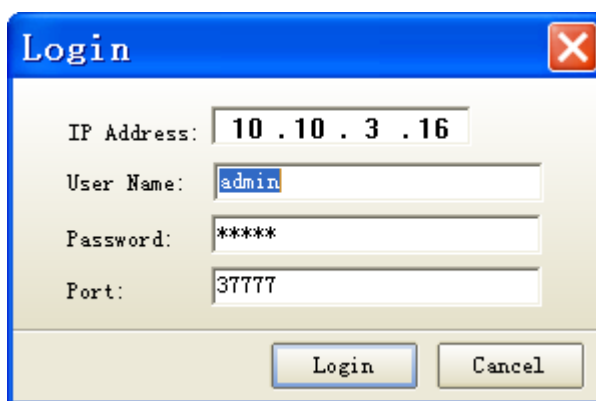 Login
IP Address: 10 . 10 . 3 . 16
User Name: admin
Password: *****
Port: 37777
Login Cancel